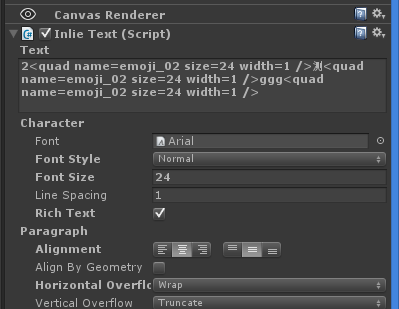 Canvas Renderer
Inlie Text (Script)
Text
2<quad name=emoji_02 size=24 width=1 />测<quad
name=emoji_02 size=24 width=1 />ggg<quad
name=emoji_02 size=24 width=1 />
Character
Font Arial
Font Style Normal
Font Size 24
Line Spacing 1
Rich Text
Paragraph
Alignment
Align By Geometry
Horizontal Overflo Wrap
Vertical Overflow Truncate